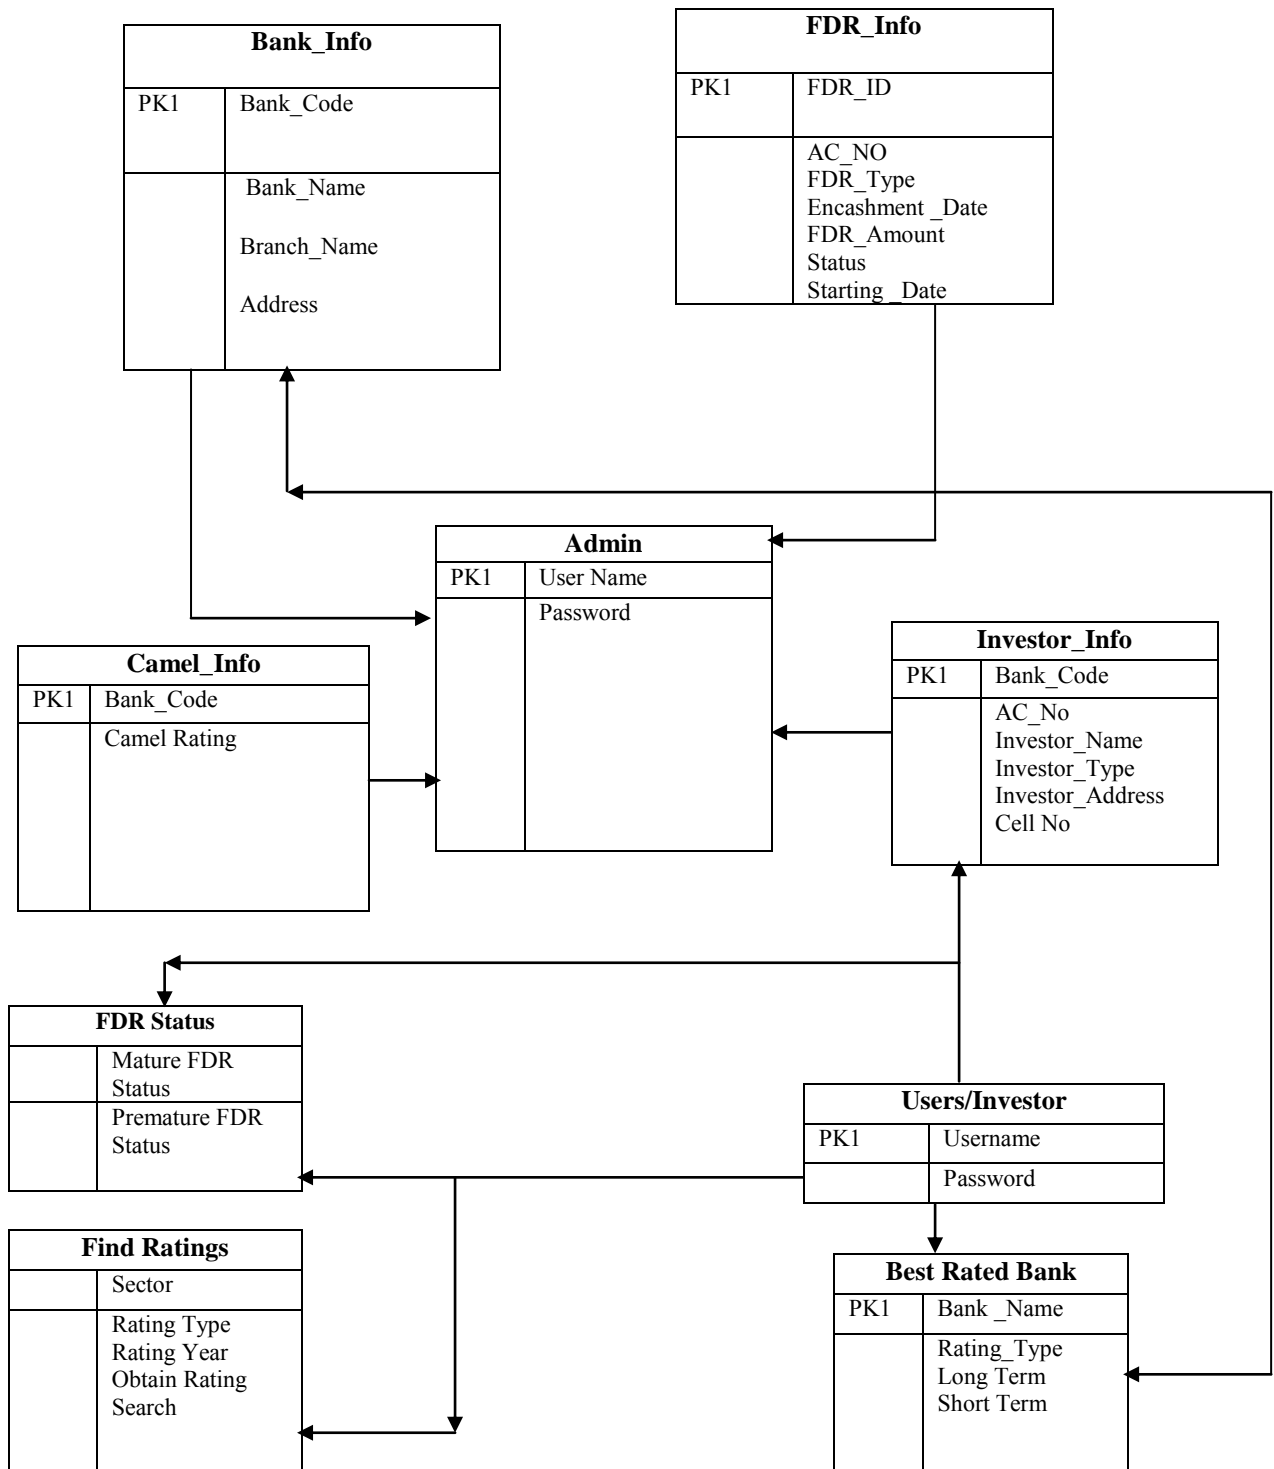 Bank_Info
PK1 Bank_Code
Bank_Name
Branch_Name
Address
FDR_Info
PK1 FDR_ID
AC_NO
FDR_Type
Encashment _Date
FDR_Amount
Status
Starting _Date
Admin
PK1 User Name
Password
Camel_Info
PK1 Bank_Code
Camel Rating
Investor_Info
PK1 Bank_Code
AC_No
Investor_Name
Investor_Type
Investor_Address
Cell No
FDR Status
Mature FDR
Status
Premature FDR
Status
Users/Investor
PK1 Username
Password
Find Ratings
Sector
Rating Type
Rating Year
Obtain Rating
Search
Best Rated Bank
PK1 Bank _Name
Rating_Type
Long Term
Short Term